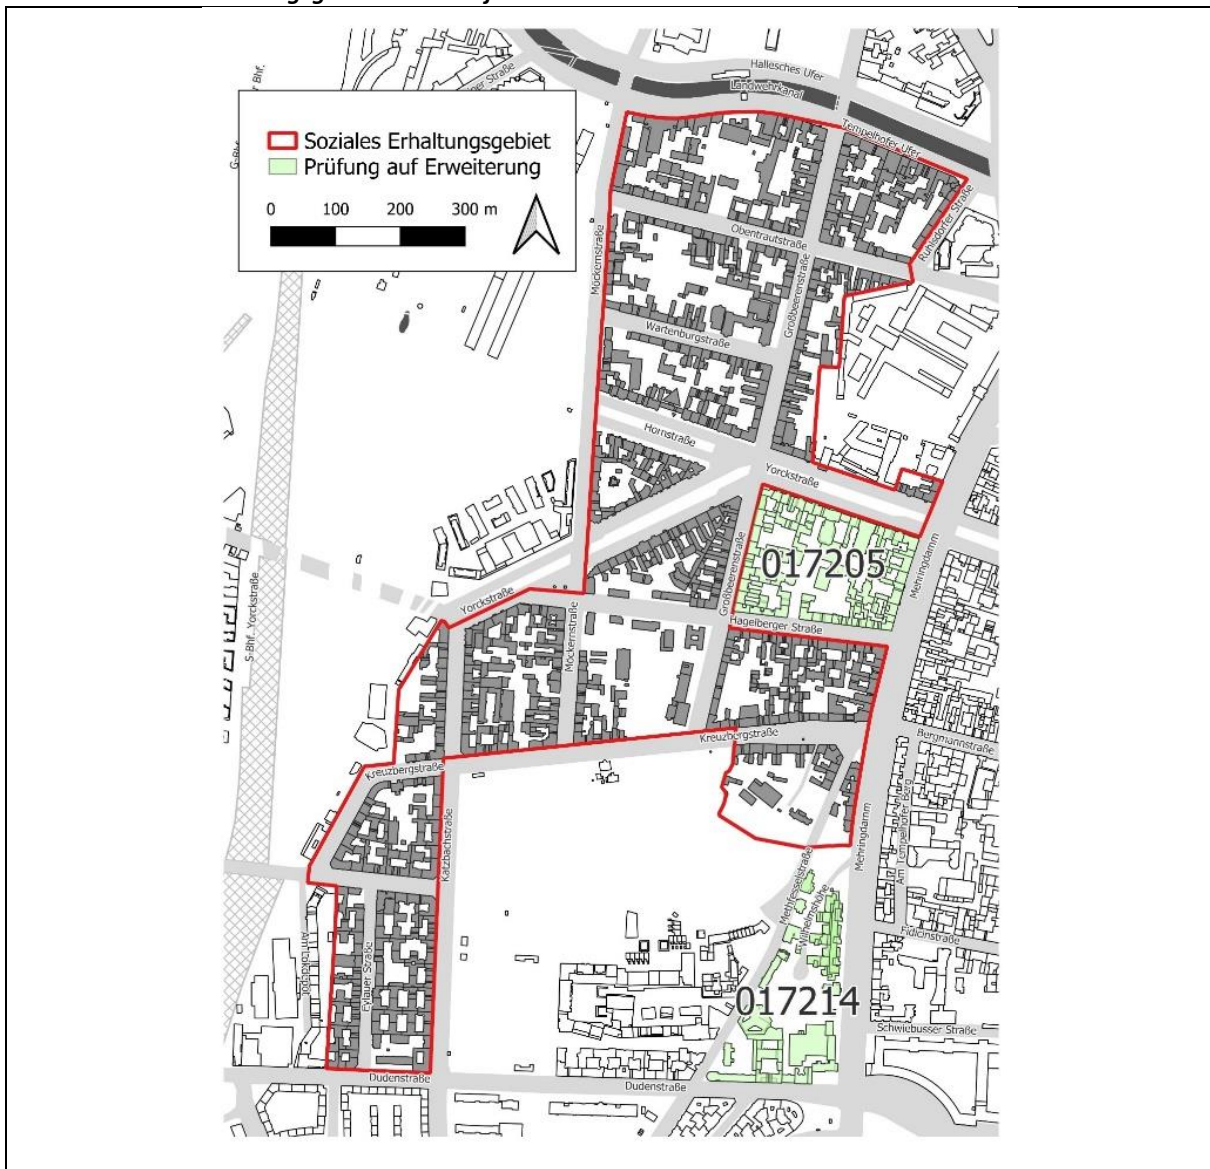 Hallesches Ufer
Landwehrkanal
Tempelhofer Ufer
Soziales Erhaltungsgebiet
Prüfung auf Erweiterung
0 100 200 300 m
Ruhlsdorfer Straße
Obentrautstraße
Möckernstraße
Großbeerenstraße
Wartenburgstraße
Hornstraße
Yorckstraße
017205
Mehringdamm
Großbeerenstraße
Hagelberger Straße
S-Bhf. Yorckstraße
Yorckstraße
Möckernstraße
Kreuzbergstraße
Bergmannstraße
Kreuzbergstraße
Katzbachstraße
Mehringdamm
Am Tempelhofer Berg
Methfesselstraße
Wilhelmshöhe
Fidicinstraße
Eylauer Straße
017214
Schwiebusser Straße
Dudenstraße
Dudenstraße